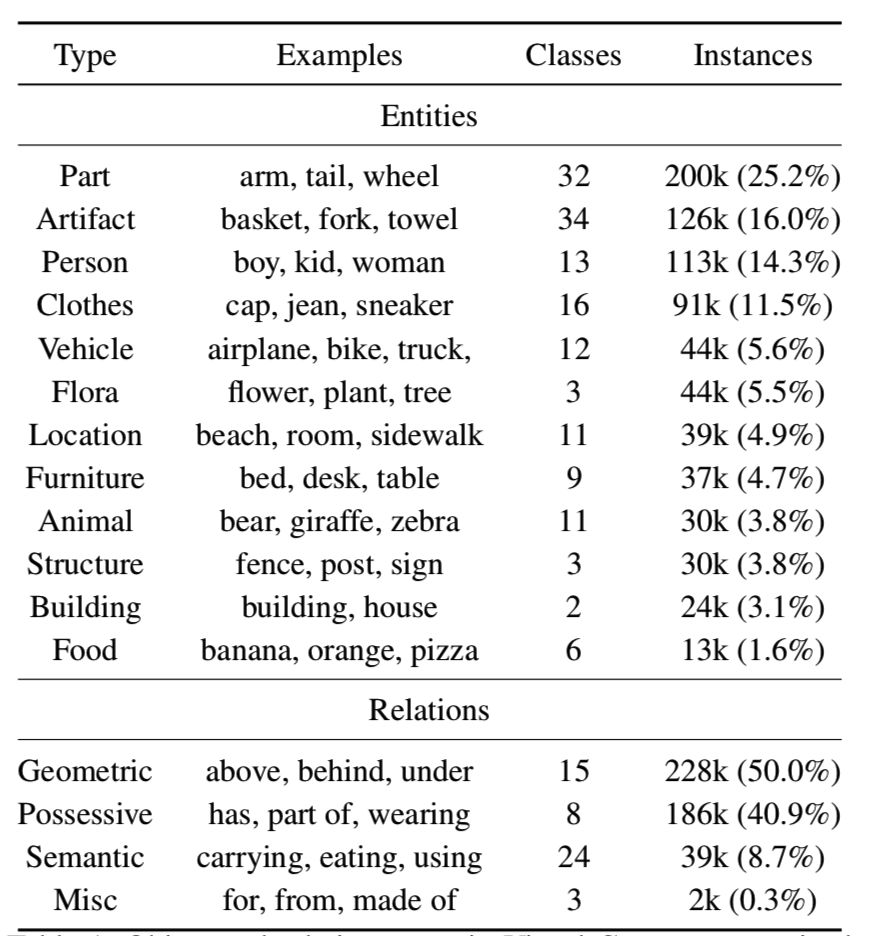 Type Examples Classes Instances
Entities
Part arm, tail, wheel 32 200k (25.2%)
Artifact basket, fork, towel 34 126k (16.0%)
Person boy, kid, woman 13 113k (14.3%)
Clothes cap, jean, sneaker 16 91k (11.5%)
Vehicle airplane, bike, truck, 12 44k (5.6%)
Flora flower, plant, tree 3 44k (5.5%)
Location beach, room, sidewalk 11 39k (4.9%)
Furniture bed, desk, table 9 37k (4.7%)
Animal bear, giraffe, zebra 11 30k (3.8%)
Structure fence, post, sign 3 30k (3.8%)
Building building, house 2 24k (3.1%)
Food banana, orange, pizza 6 13k (1.6%)
Relations
Geometric above, behind, under 15 228k (50.0%)
Possessive has, part of, wearing 8 186k (40.9%)
Semantic carrying, eating, using 24 39k (8.7%)
Misc for, from, made of 3 2k (0.3%)